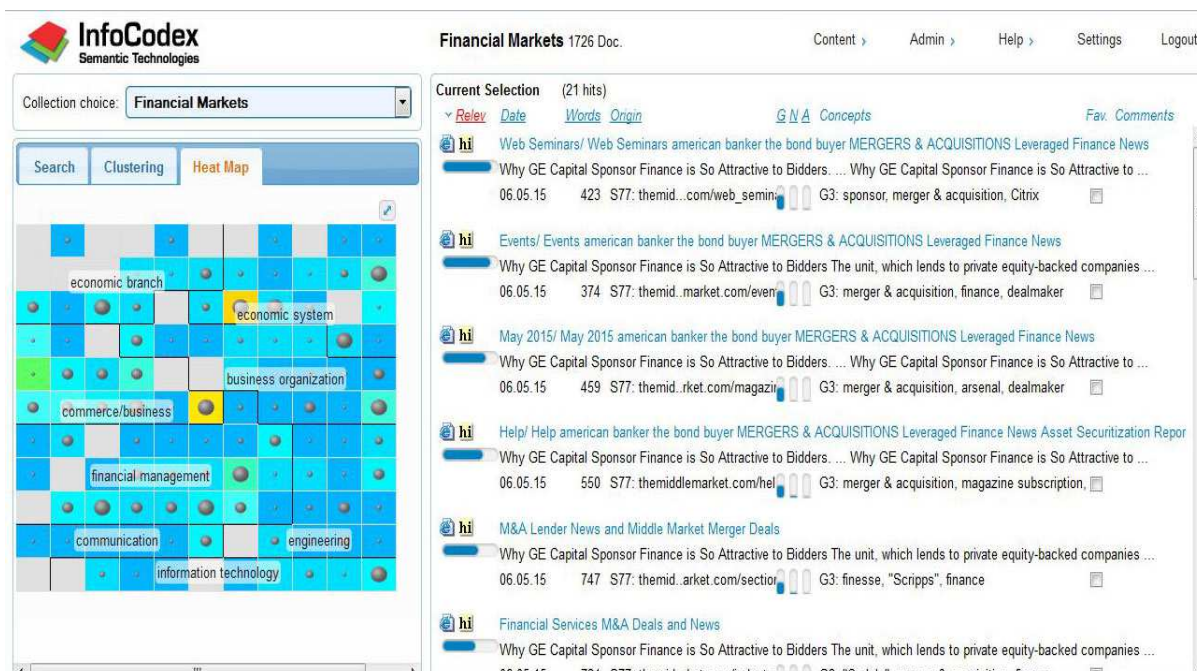 InfoCodex
Semantic Technologies
Financial Markets 1726 Doc.
Content › Admin › Help › Settings Logout
Collection choice: Financial Markets
Search Clustering Heat Map
economic branch
economic system
business organization
commerce/business
financial management
communication engineering
information technology
Current Selection (21 hits)
Relev Date Words Origin G N A Concepts Fav. Comments
hi Web Seminars/ Web Seminars american banker the bond buyer MERGERS & ACQUISITIONS Leveraged Finance News
Why GE Capital Sponsor Finance is So Attractive to Bidders. ... Why GE Capital Sponsor Finance is So Attractive to ...
06.05.15 423 S77: themid...com/web_semin G3: sponsor, merger & acquisition, Citrix
hi Events/ Events american banker the bond buyer MERGERS & ACQUISITIONS Leveraged Finance News
Why GE Capital Sponsor Finance is So Attractive to Bidders The unit, which lends to private equity-backed companies ...
06.05.15 374 S77: themid..market.com/even G3: merger & acquisition, finance, dealmaker
hi May 2015/ May 2015 american banker the bond buyer MERGERS & ACQUISITIONS Leveraged Finance News
Why GE Capital Sponsor Finance is So Attractive to Bidders. ... Why GE Capital Sponsor Finance is So Attractive to ...
06.05.15 459 S77: themid..rket.com/magazi G3: merger & acquisition, arsenal, dealmaker
hi Help/ Help american banker the bond buyer MERGERS & ACQUISITIONS Leveraged Finance News Asset Securitization Repor
Why GE Capital Sponsor Finance is So Attractive to Bidders. ... Why GE Capital Sponsor Finance is So Attractive to ...
06.05.15 550 S77: themiddlemarket.com/hel G3: merger & acquisition, magazine subscription,
hi M&A Lender News and Middle Market Merger Deals
Why GE Capital Sponsor Finance is So Attractive to Bidders The unit, which lends to private equity-backed companies ...
06.05.15 747 S77: themid..arket.com/section G3: finesse, "Scripps", finance
hi Financial Services M&A Deals and News
Why GE Capital Sponsor Finance is So Attractive to Bidders The unit, which lends to private equity-backed companies ...